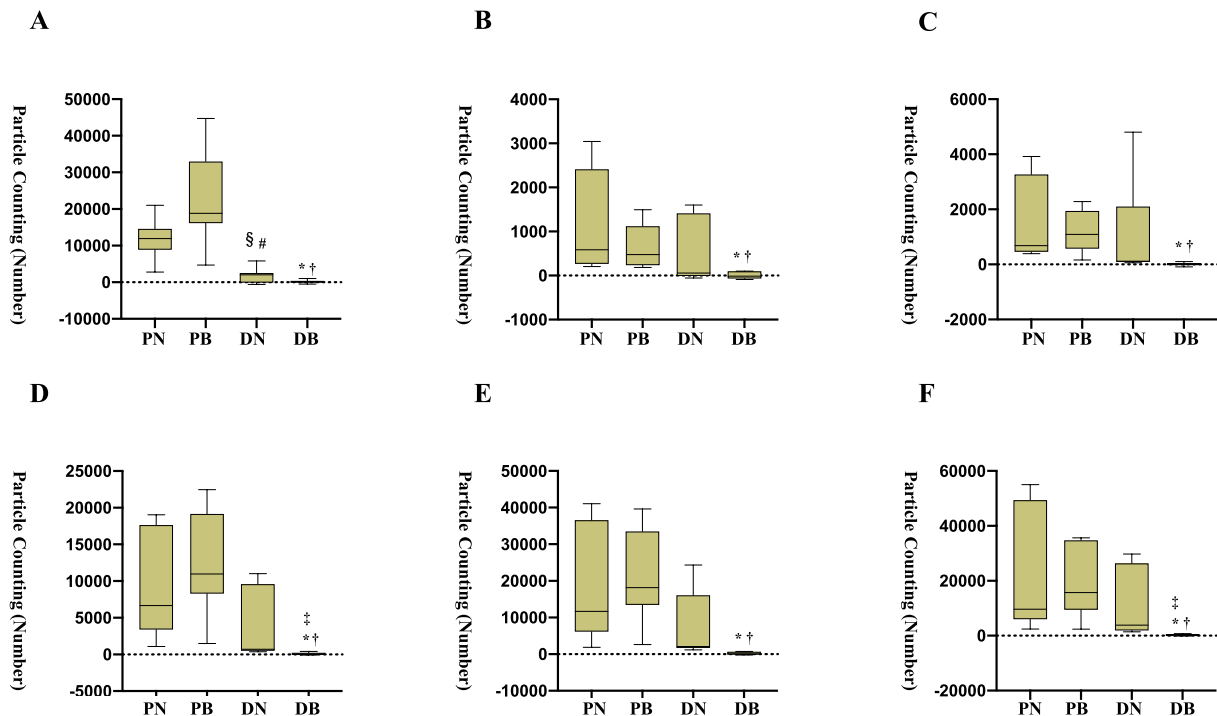 A
B
C
Particle Counting (Number)
50000
40000
30000
20000
10000
0
-10000
§ #
* †
PN PB DN DB
Particle Counting (Number)
4000
3000
2000
1000
0
-1000
* †
PN PB DN DB
Particle Counting (Number)
6000
4000
2000
0
-2000
* †
PN PB DN DB
D
E
F
Particle Counting (Number)
25000
20000
15000
10000
5000
0
-5000
‡
* †
PN PB DN DB
Particle Counting (Number)
50000
40000
30000
20000
10000
0
-10000
* †
PN PB DN DB
Particle Counting (Number)
60000
40000
20000
0
-20000
‡
* †
PN PB DN DB